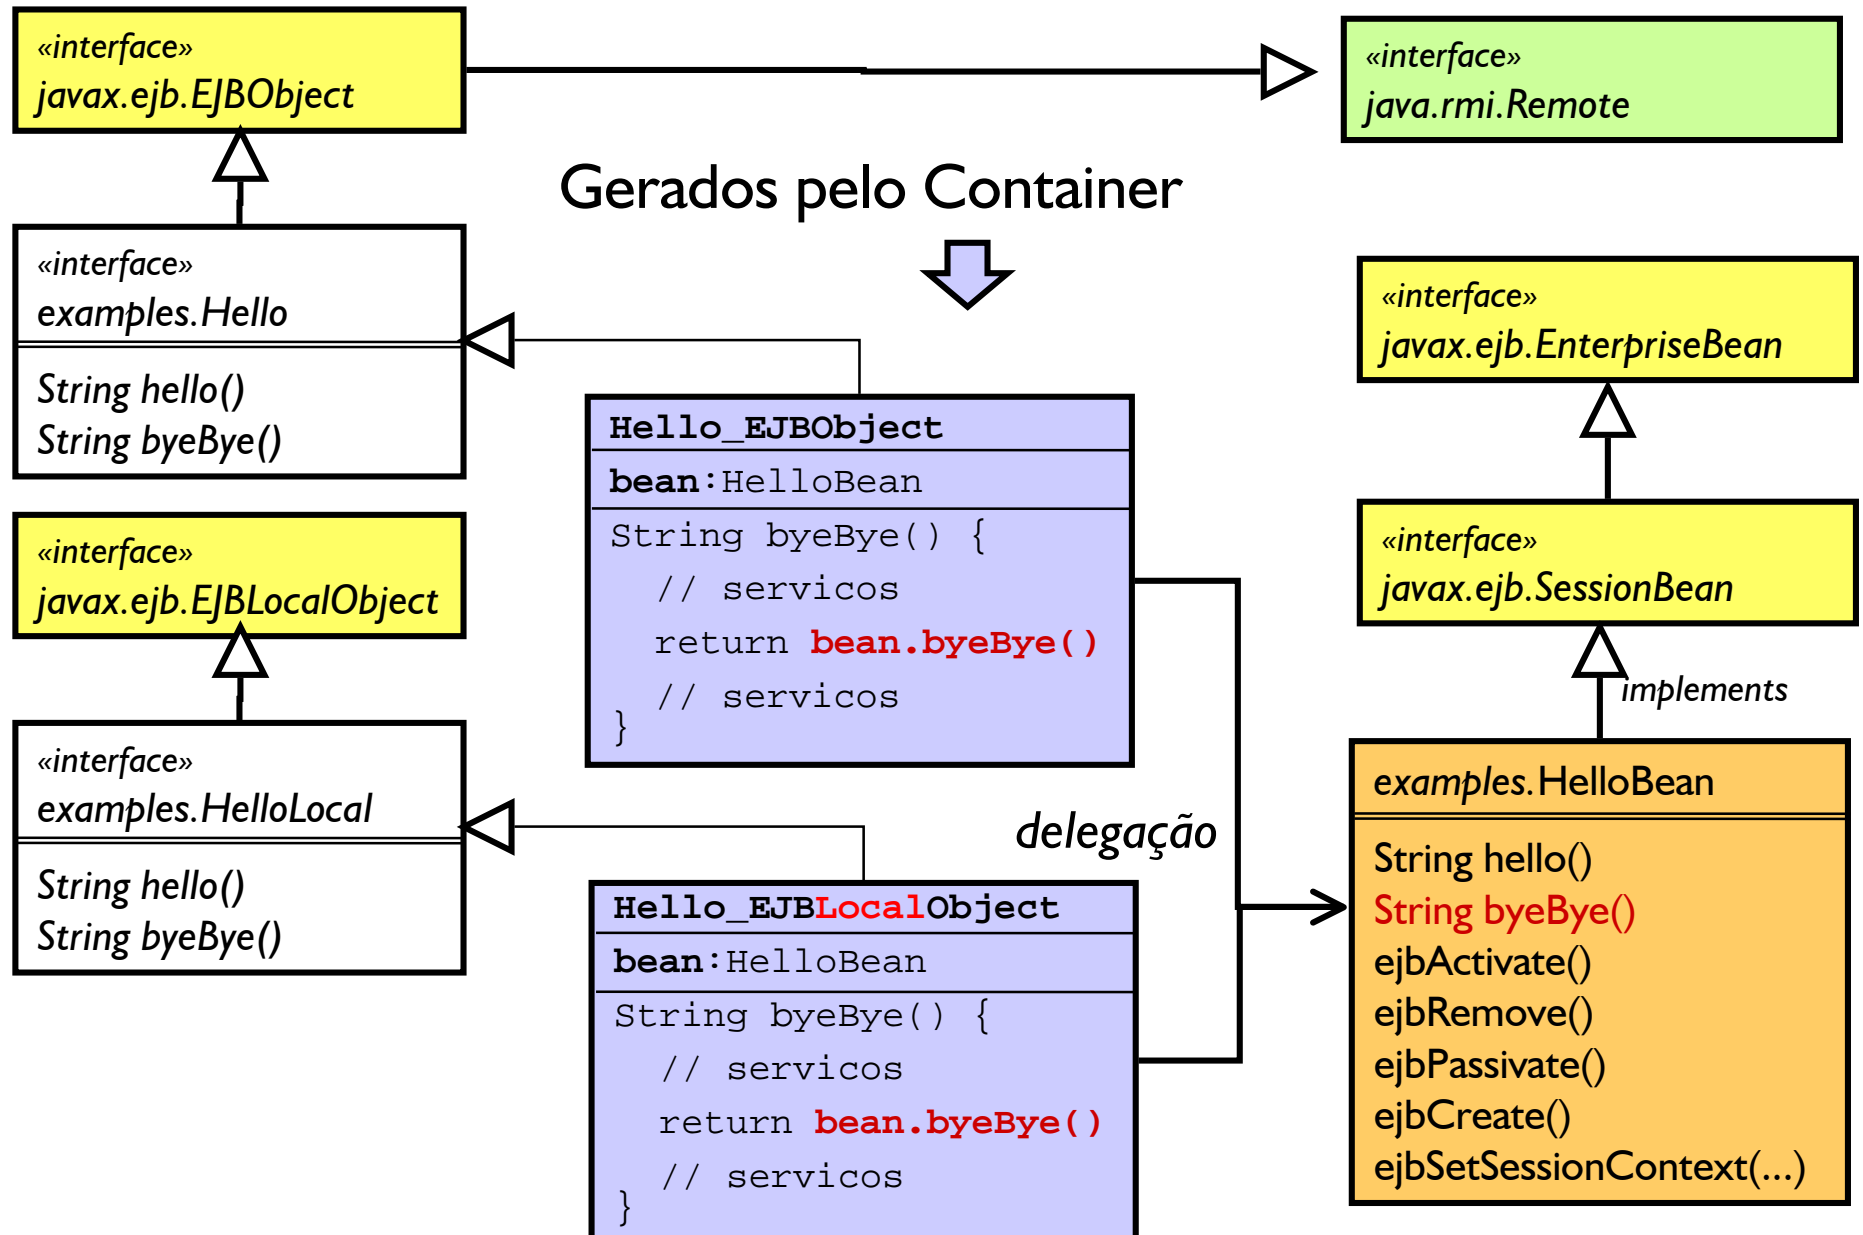 «interface»
javax.ejb.EJBObject
«interface»
java.rmi.Remote
Gerados pelo Container
«interface»
examples.Hello
String hello()
String byeBye()
«interface»
javax.ejb.EnterpriseBean
Hello_EJBObject
bean:HelloBean
String byeBye() {
// servicos
return bean.byeBye()
// servicos
}
«interface»
javax.ejb.EJBLocalObject
«interface»
javax.ejb.SessionBean
implements
«interface»
examples.HelloLocal
String hello()
String byeBye()
delegação
Hello_EJBLocalObject
bean:HelloBean
String byeBye() {
// servicos
return bean.byeBye()
// servicos
}
examples.HelloBean
String hello()
String byeBye()
ejbActivate()
ejbRemove()
ejbPassivate()
ejbCreate()
ejbSetSessionContext(...)